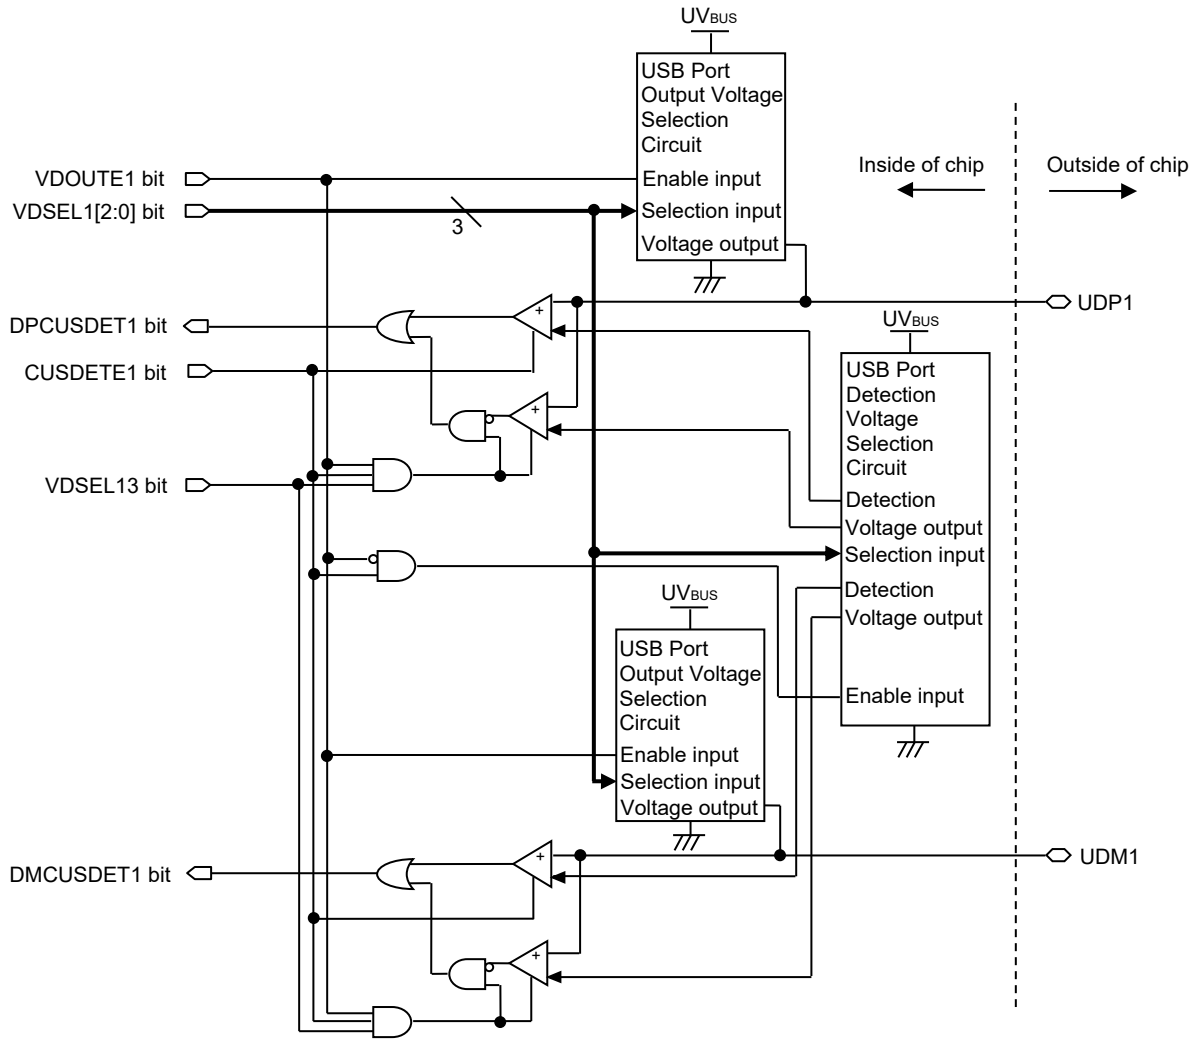 UVBUS
USB Port
Output Voltage
Selection
Circuit
Enable input
Selection input
Voltage output
Inside of chip
Outside of chip
VDOUTE1 bit
VDSEL1[2:0] bit
3
DPCUSDET1 bit
+
UDP1
CUSDETE1 bit
+
VDSEL13 bit
UVBUS
USB Port
Detection
Voltage
Selection
Circuit
Detection
Voltage output
Selection input
Detection
Voltage output
Enable input
UVBUS
USB Port
Output Voltage
Selection
Circuit
Enable input
Selection input
Voltage output
DMCUSDET1 bit
+
UDM1
+